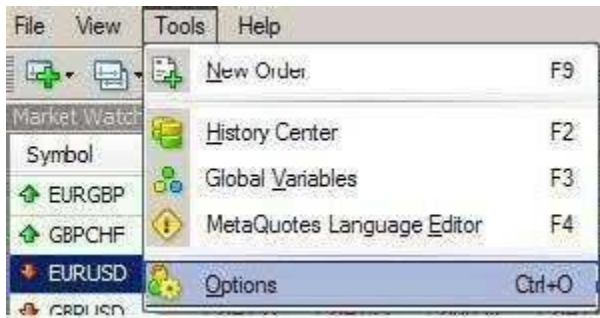 File View Tools Help
New Order F9
Market Watch
History Center F2
Symbol
Global Variables F3
EURGBP
MetaQuotes Language Editor F4
GBPCHF
EURUSD
Options Ctrl+O
GBPUSD